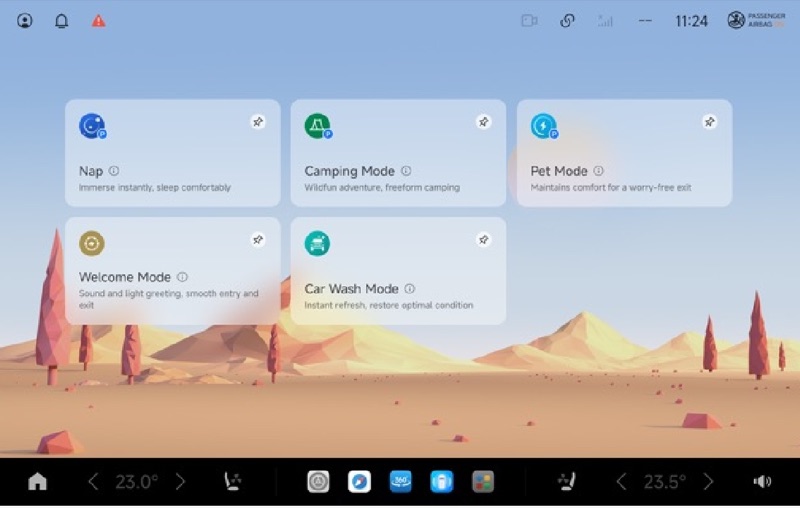 11:24
PASSENGER
AIRBAG
Nap
Immerse instantly, sleep comfortably
Camping Mode
Wildfun adventure, freeform camping
Pet Mode
Maintains comfort for a worry-free exit
Welcome Mode
Sound and light greeting, smooth entry and
exit
Car Wash Mode
Instant refresh, restore optimal condition
23.0°
360°
23.5°